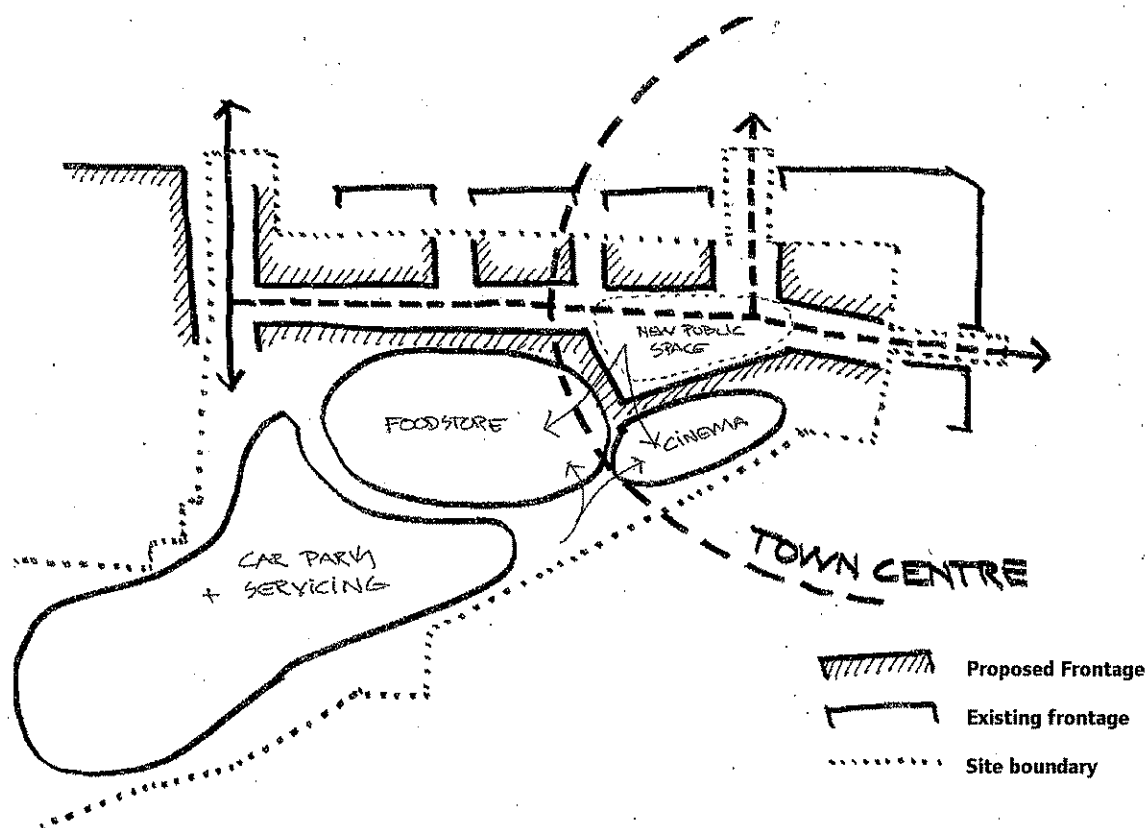 NEW PUBLIC
SPACE
FOODSTORE
CINEMA
CAR PARK
+ SERVICING
TOWN CENTRE
Proposed Frontage
Existing frontage
Site boundary